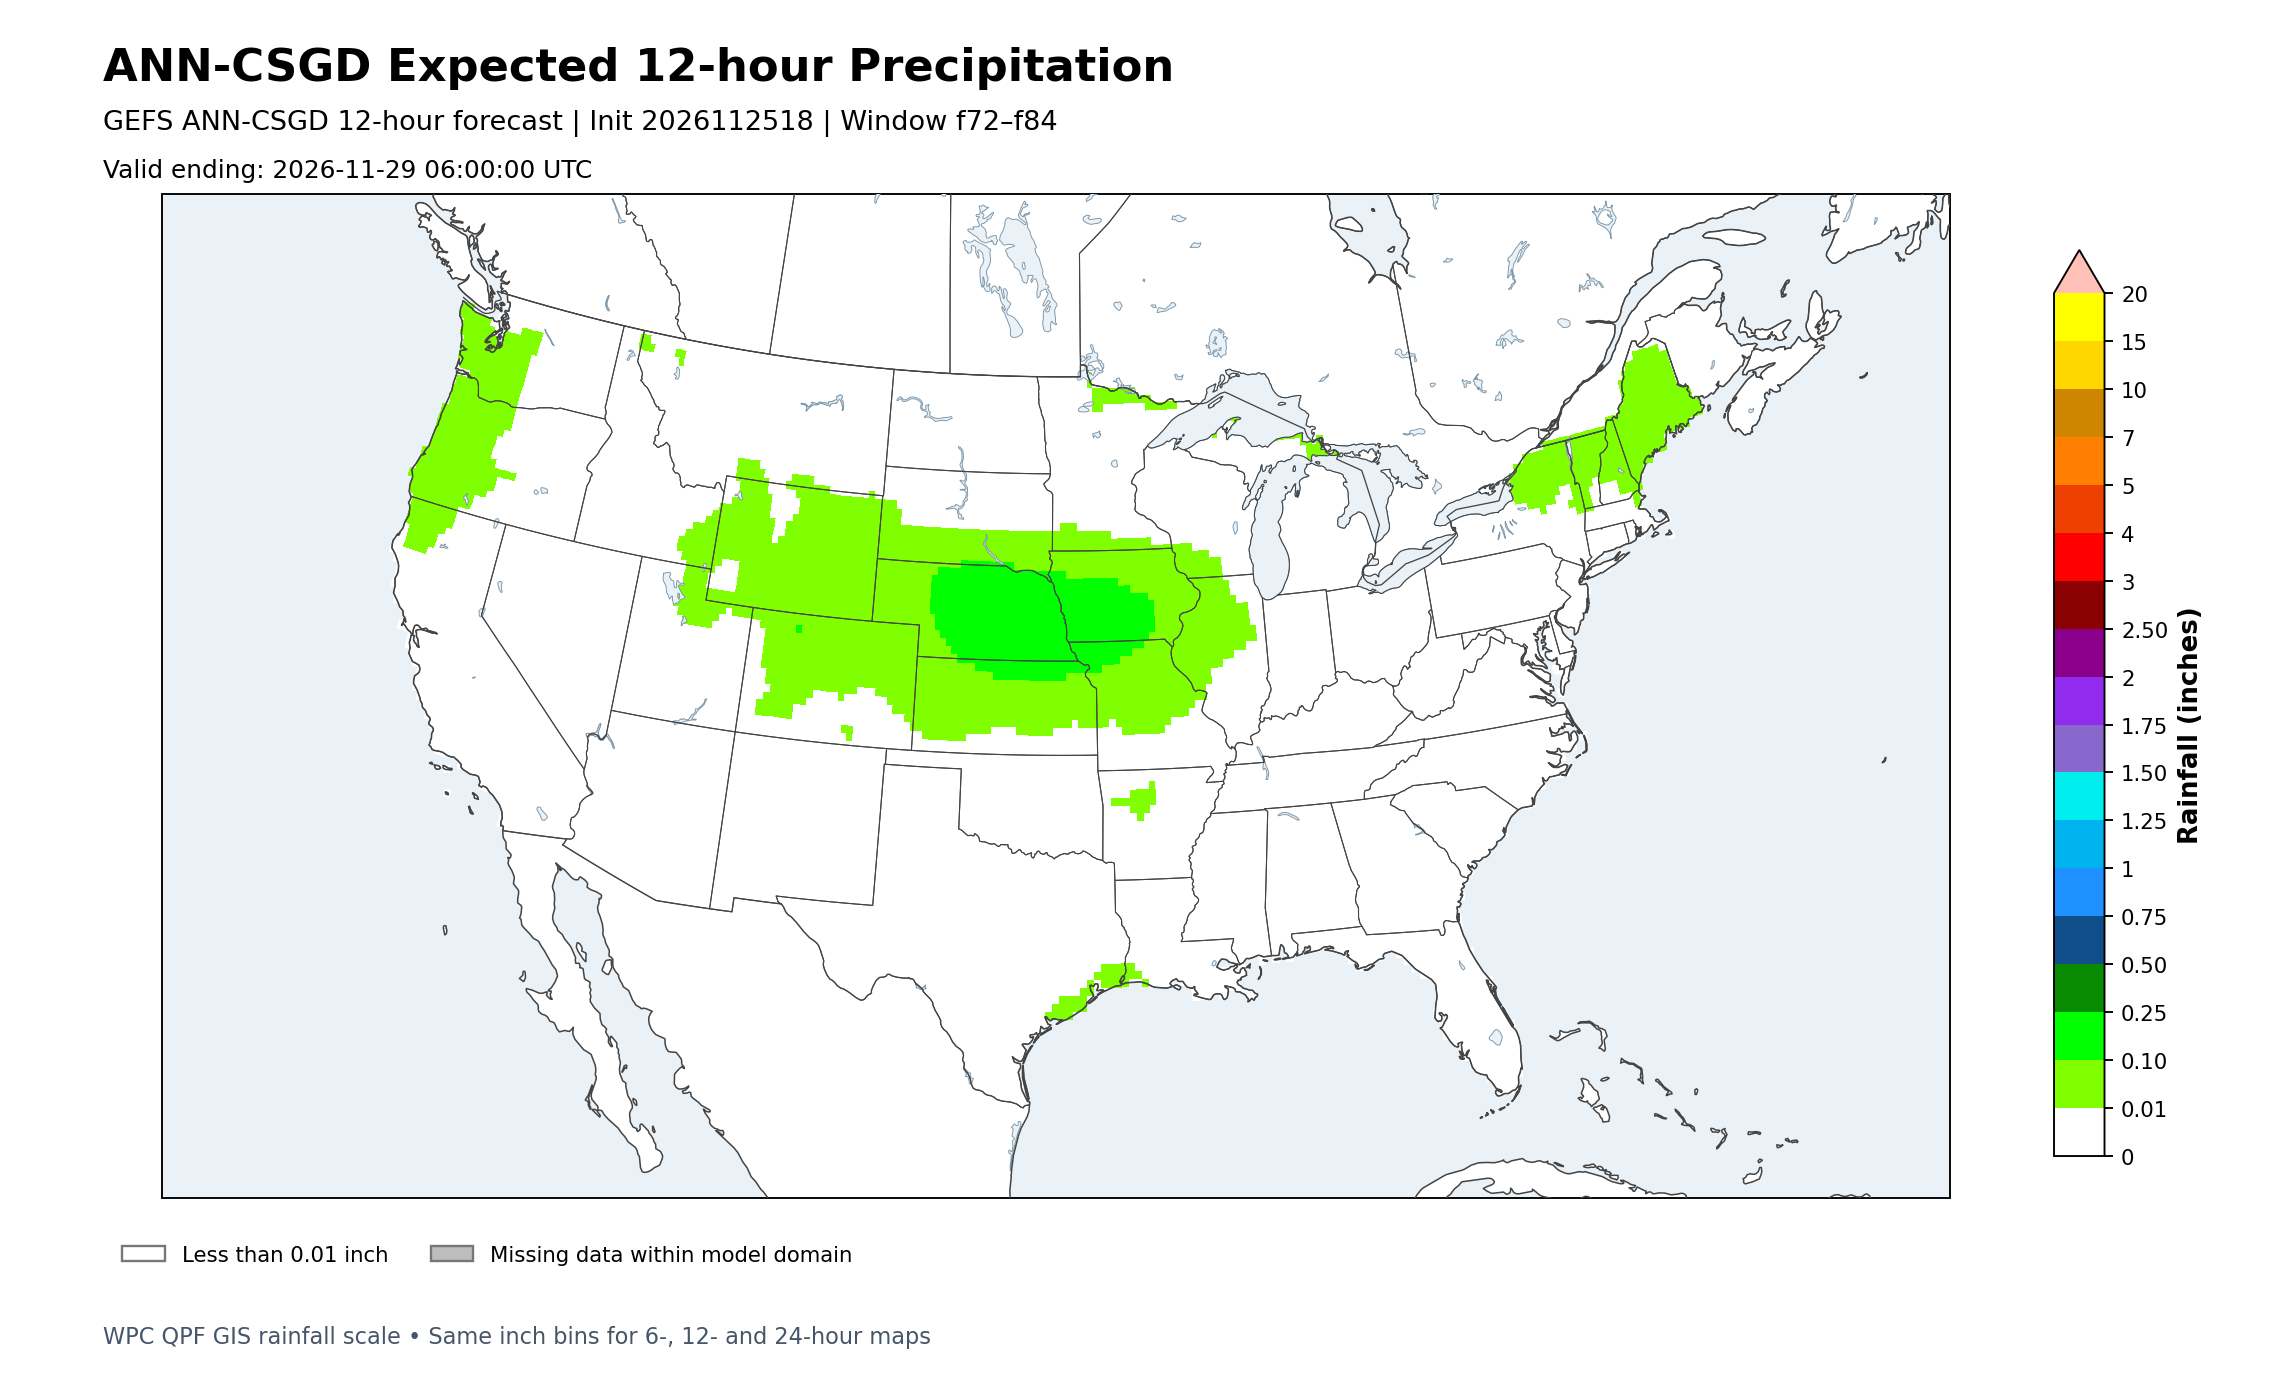 ANN-CSGD Expected 12-hour Precipitation
GEFS ANN-CSGD 12-hour forecast | Init 2026112518 | Window f72–f84
Valid ending: 2026-11-29 06:00:00 UTC
20
15
10
7
5
4
3
2.50
2
1.75
1.50
1.25
1
0.75
0.50
0.25
0.10
0.01
0
Rainfall (inches)
Less than 0.01 inch
Missing data within model domain
WPC QPF GIS rainfall scale • Same inch bins for 6-, 12- and 24-hour maps